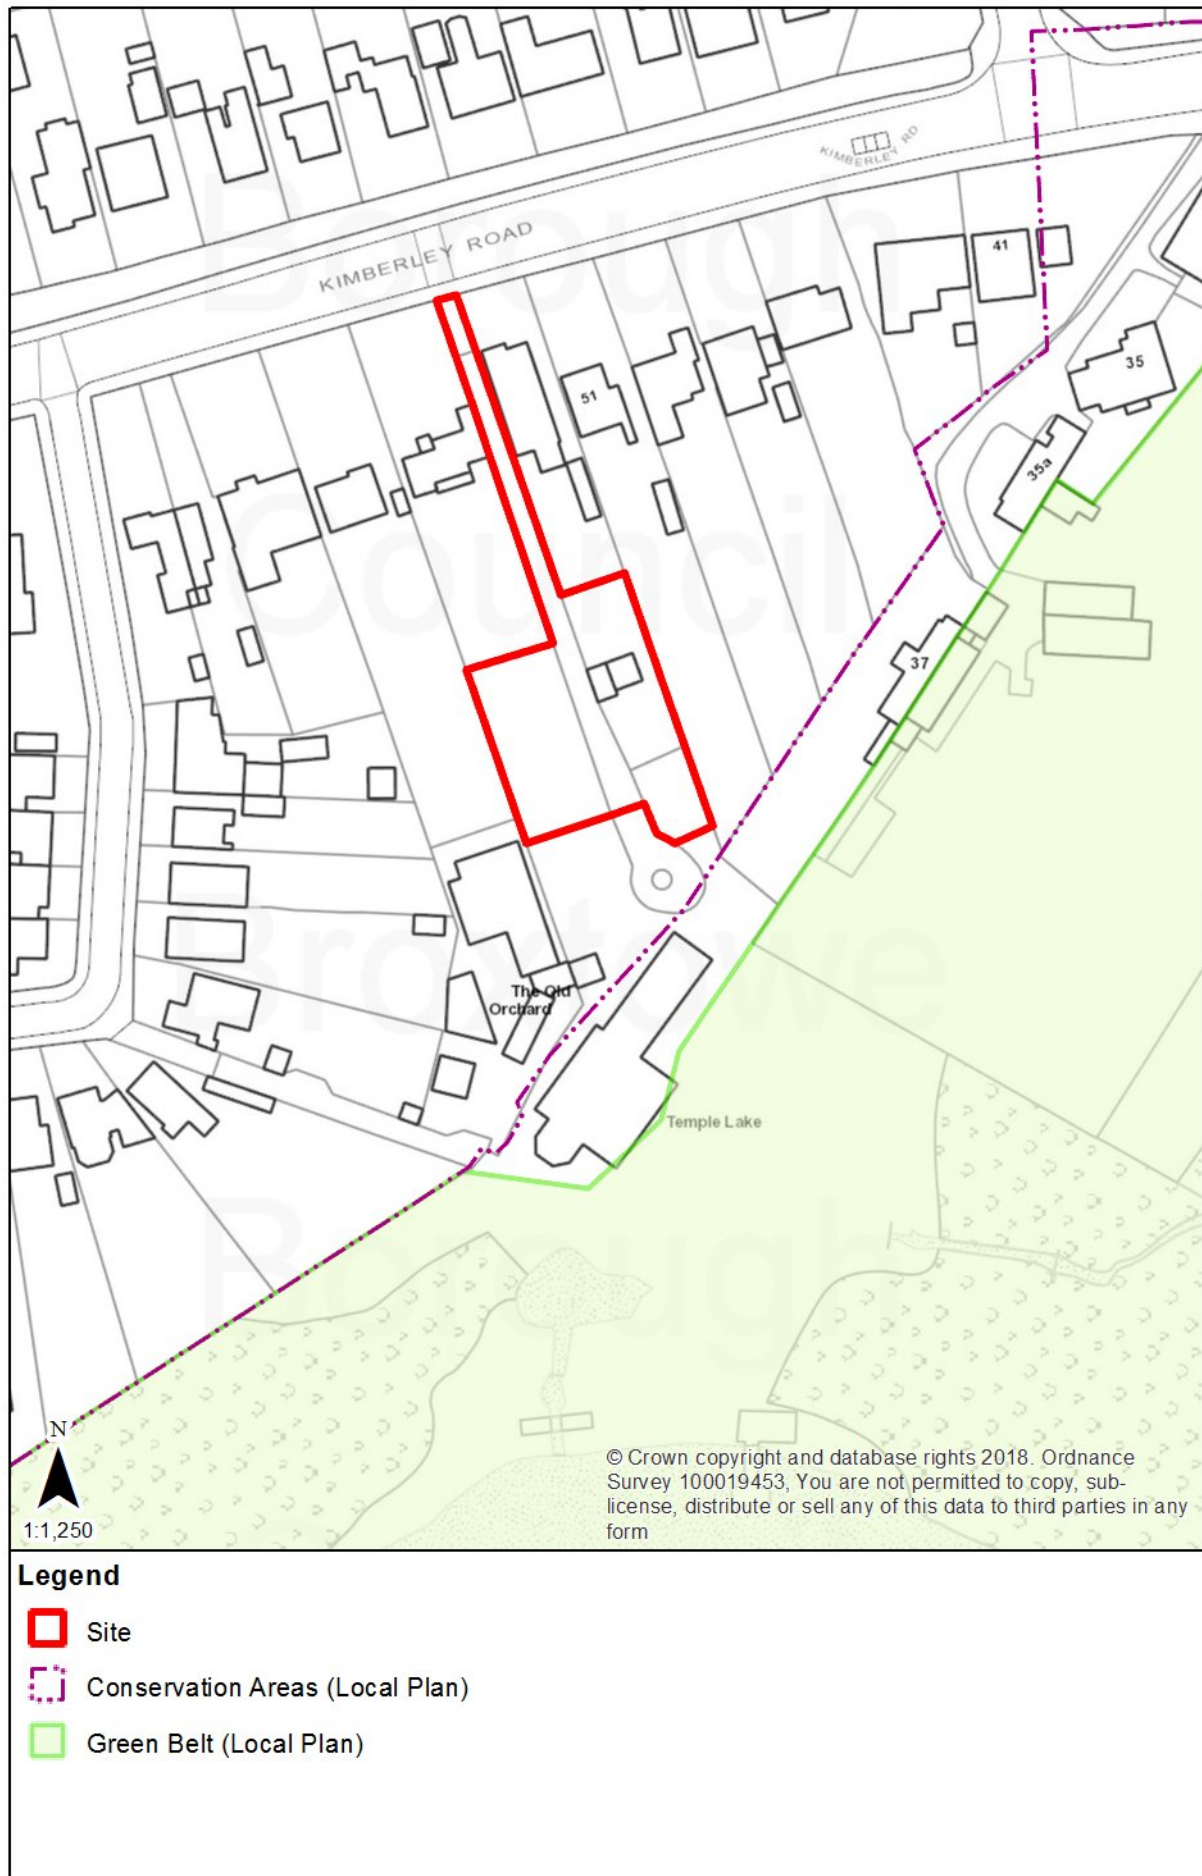 Borough
KIMBERLEY RD
KIMBERLEY ROAD
41
35
51
35a
Council
37
Broxtowe
The Old
Orchard
Temple Lake
Borough
N
1:1,250
© Crown copyright and database rights 2018. Ordnance
Survey 100019453, You are not permitted to copy, sub-
license, distribute or sell any of this data to third parties in any
form
Legend
Site
Conservation Areas (Local Plan)
Green Belt (Local Plan)